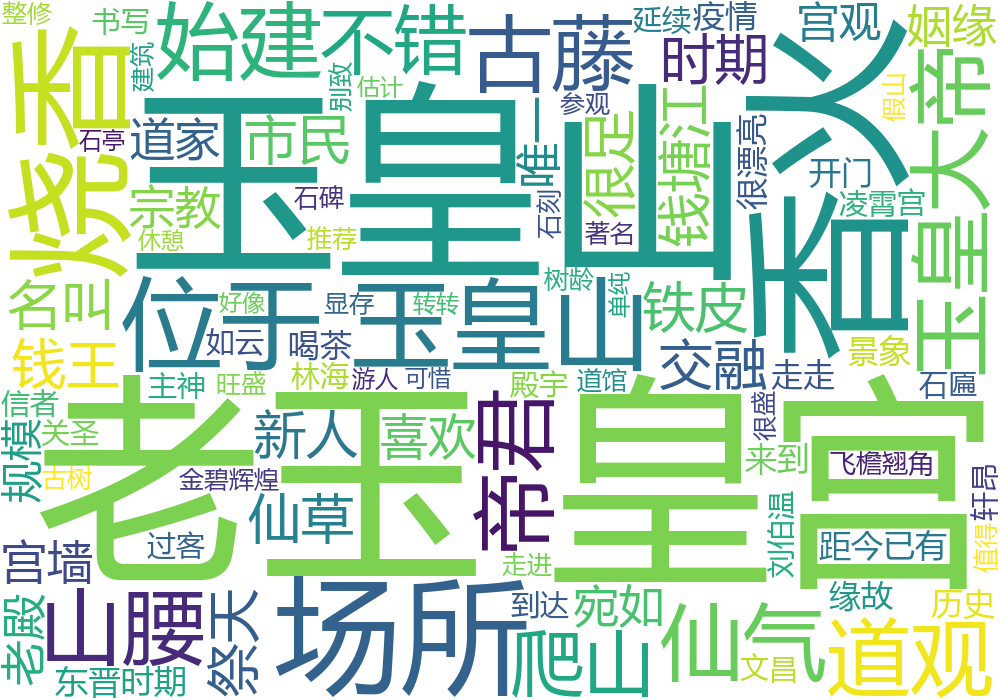 整修
书写
始建
不错
古藤
延续
疫情
宫观
姻缘
烧香
建筑
别致
估计
时期
石亭
道家
市民
玉皇
参观
唯一
很足
钱塘江
巨
很漂亮
香火
假山
玉皇大帝
开门
凌霄宫
宗教
石碑
石刻
著名
休憩
推荐
树龄
名叫
位于
好像
显存
转转
玉皇山
单纯
铁皮
钱王
如云
喝茶
交融
走走
景象
主神
旺盛
林海
游人
可惜
殿宇
道馆
石匾
信者
规模
关圣
老玉皇宫
新人
喜欢
帝君
很盛
古树
金碧辉煌
来到
飞檐翘角
轩昂
仙草
宫墙
过客
走进
刘伯温
距今已有
值得
老殿
山腰
祭天
场所
到达
宛如
缘故
历史
爬山
仙气
道观
东晋时期
文昌